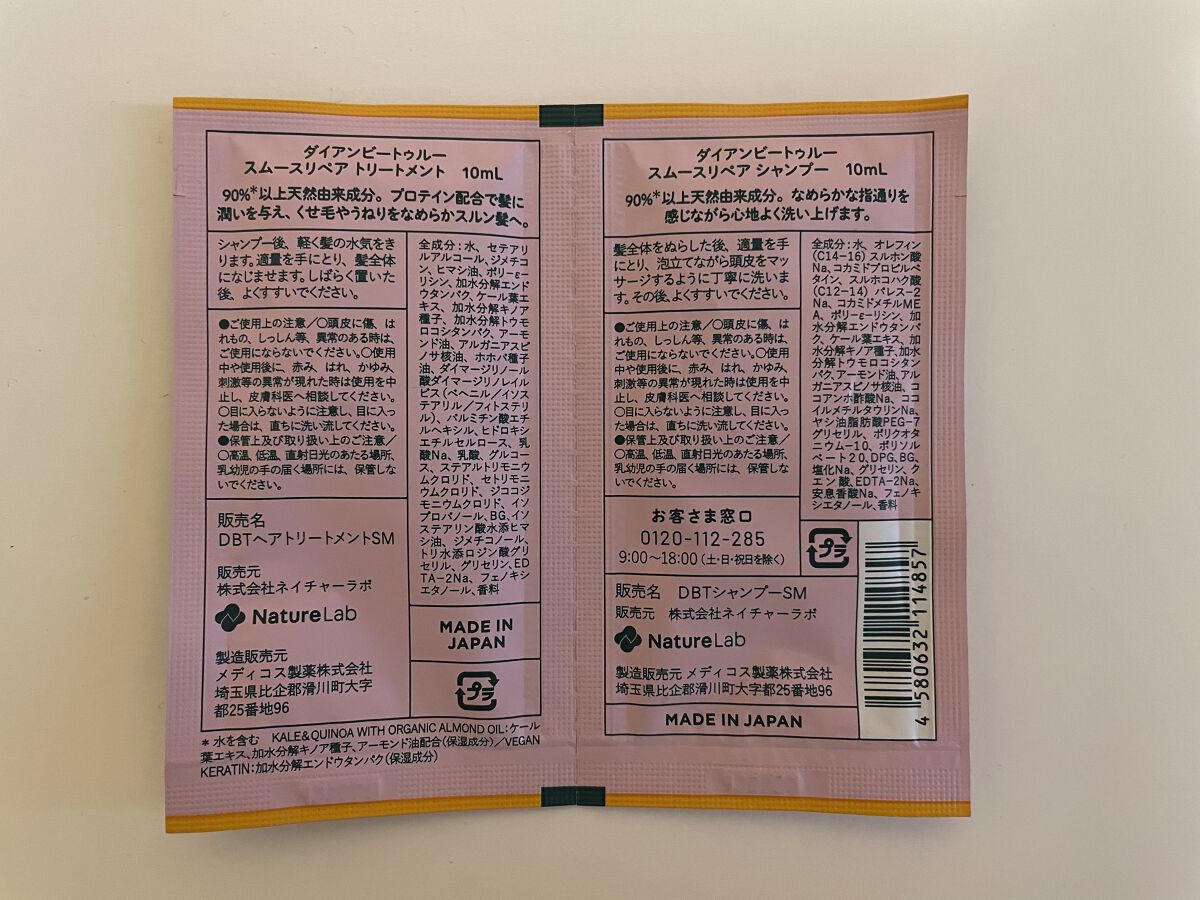 ダイアンビートゥルー
スムースリペア トリートメント 10mL
90%*以上天然由来成分。プロテイン配合で髪に
潤いを与え、くせ毛やうねりをなめらかスルン髪へ。
シャンプー後、軽く髪の水気をき
ります。適量を手にとり、髪全体
になじませます。しばらく置いた
後、よくすすいでください。
●ご使用上の注意/○頭皮に傷、は
れもの、しっしん等、異常のある時は、
ご使用にならないでください。○使用
中や使用後に、赤み、はれ、かゆみ、
刺激等の異常が現れた時は使用を中
止し、皮膚科医へ相談してください。
○目に入らないように注意し、目に入っ
た場合は、直ちに洗い流してください。
●保管上及び取り扱い上のご注意/
○高温、低温、直射日光のあたる場所、
乳幼児の手の届く場所には、保管しな
いでください。
販売名
DBTヘアトリートメントSM
販売元
株式会社ネイチャーラボ
NatureLab
製造販売元
メディコス製薬株式会社
埼玉県比企郡滑川町大字
都25番地96
全成分:水、セテアリ
ルアルコール、ジメチコ
ン、ヒマシ油、ポリ-ε-
リシン、加水分解エンド
ウタンパク、ケール葉エ
キス、加水分解キノア
種子、加水分解トウモ
ロコシタンパク、アーモ
ンド油、アルガニアスピ
ノサ核油、ホホバ種子
油、ダイマージリノール
酸ダイマージリノレイル
ビス(ベヘニル/イソス
テアリル/フィトステリ
ル)、パルミチン酸エチ
ルヘキシル、ヒドロキシ
エチルセルロース、乳
酸Na、乳酸、グルコー
ス、ステアルトリモニウ
ムクロリド、セトリモニ
ウムクロリド、ジココジ
モニウムクロリド、イソ
プロパノール、BG、イソ
ステアリン酸水添ヒマ
シ油、ジメチコノール、
トリ水添ロジン酸グリ
セリル、グリセリン、ED
TA-2Na、フェノキシ
エタノール、香料
MADE IN
JAPAN
プラ
*水を含む KALE&QUINOA WITH ORGANIC ALMOND OIL:ケール
葉エキス、加水分解キノア種子、アーモンド油配合(保湿成分)/VEGAN
KERATIN:加水分解エンドウタンパク(保湿成分)
ダイアンビートゥルー
スムースリペア シャンプー 10mL
90%*以上天然由来成分。なめらかな指通りを
感じながら心地よく洗い上げます。
髪全体をぬらした後、適量を手
にとり、泡立てながら頭皮をマッ
サージするように丁寧に洗いま
す。その後、よくすすいでください。
●ご使用上の注意/○頭皮に傷、は
れもの、しっしん等、異常のある時は、
ご使用にならないでください。○使用
中や使用後に、赤み、はれ、かゆみ、
刺激等の異常が現れた時は使用を中
止し、皮膚科医へ相談してください。
○目に入らないように注意し、目に入っ
た場合は、直ちに洗い流してください。
●保管上及び取り扱い上のご注意/
○高温、低温、直射日光のあたる場所、
乳幼児の手の届く場所には、保管しな
いでください。
全成分:水、オレフィン
(C14-16)スルホン酸
Na、コカミドプロピルベ
タイン、スルホコハク酸
(C12-14)パレス-2
Na、コカミドメチルME
A、ポリ-ε-リシン、加
水分解エンドウタンパ
ク、ケール葉エキス、加
水分解キノア種子、加水
分解トウモロコシタン
パク、アーモンド油、アル
ガニアスピノサ核油、コ
コアンホ酢酸Na、ココ
イルメチルタウリンNa、
ヤシ油脂肪酸PEG-7
グリセリル、ポリクオタ
ニウム-10、ポリソル
ベート20、DPG、BG、
塩化Na、グリセリン、ク
エン酸、EDTA-2Na、
安息香酸Na、フェノキ
シエタノール、香料
お客さま窓口
0120-112-285
9:00~18:00(土・日・祝日を除く)
プラ
販売名 DBTシャンプーSM
販売元 株式会社ネイチャーラボ
NatureLab
製造販売元 メディコス製薬株式会社
埼玉県比企郡滑川町大字都25番地96
MADE IN JAPAN
4 580632 114857